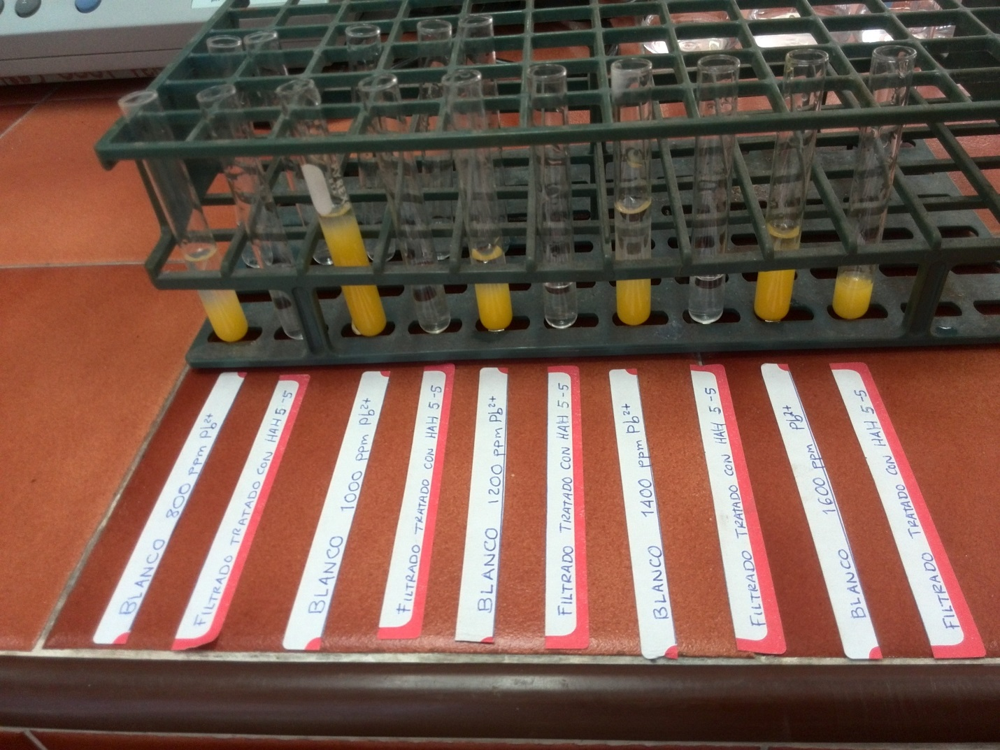 BLANCO 800 ppm Pb2+
FILTRADO TRATADO CON HAH 5-5
BLANCO 1000 ppm Pb2+
FILTRADO TRATADO CON HAH 5-5
BLANCO 1200 ppm Pb2+
FILTRADO TRATADO CON HAH 5-5
BLANCO 1400 ppm Pb2+
FILTRADO TRATADO CON HAH 5-5
BLANCO 1600 ppm Pb2+
FILTRADO TRATADO CON HAH 5-5